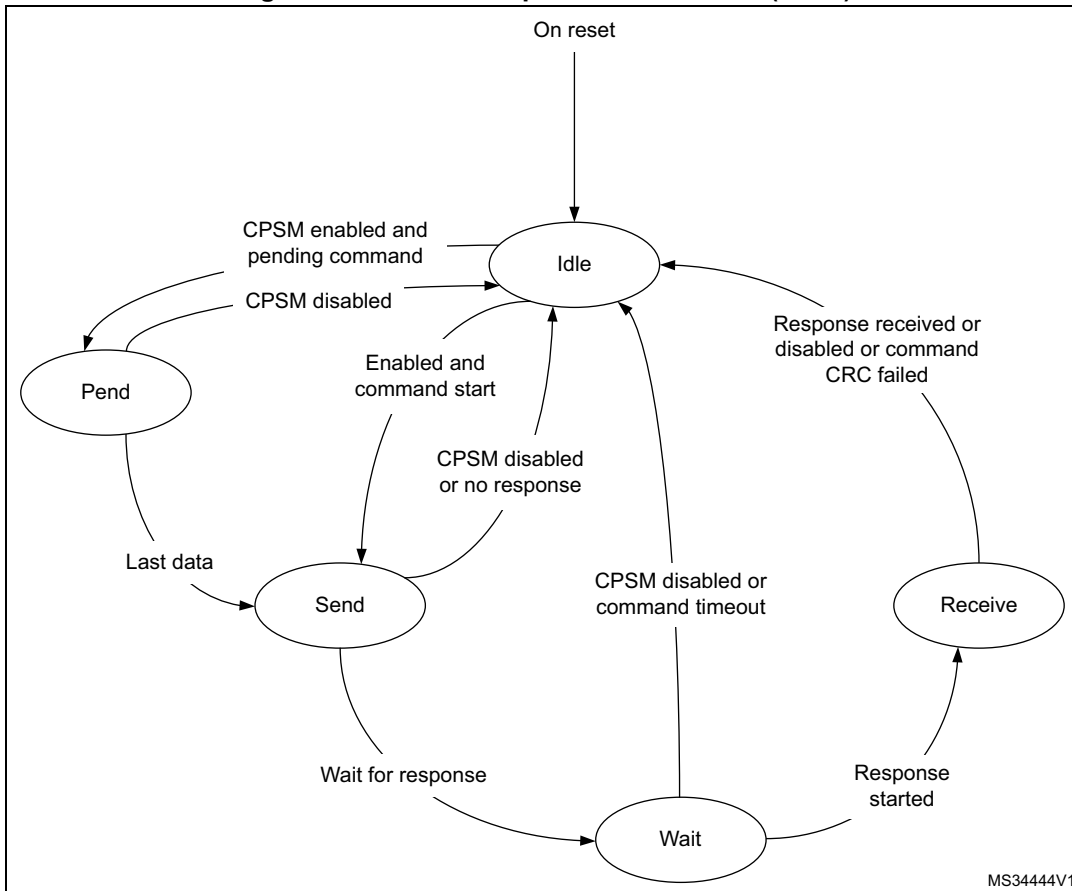 On reset
CPSM enabled and
pending command
Idle
CPSM disabled
Response received or
disabled or command
CRC failed
Enabled and
command start
Pend
CPSM disabled
or no response
Last data
CPSM disabled or
command timeout
Send
Receive
Wait for response
Response
started
Wait
MS34444V1